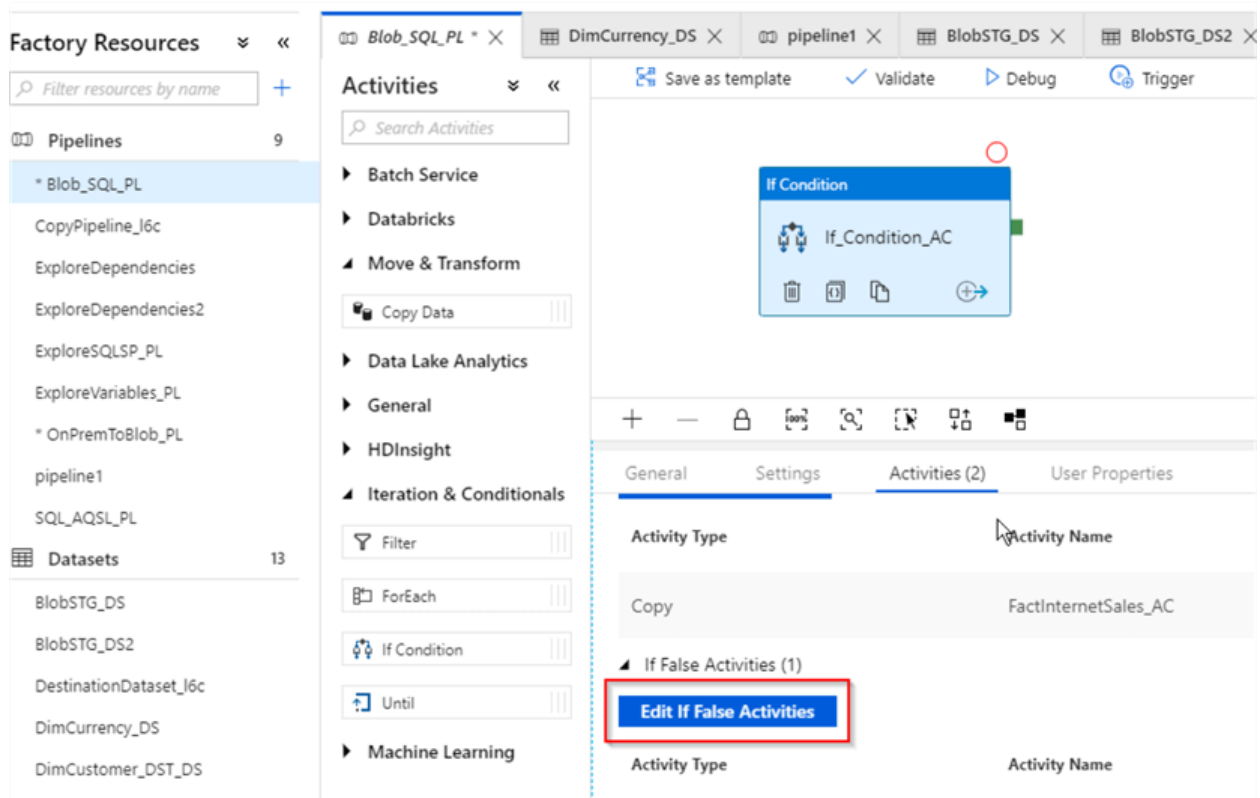 Factory Resources
Filter resources by name
Pipelines 9
* Blob_SQL_PL
CopyPipeline_l6c
ExploreDependencies
ExploreDependencies2
ExploreSQLSP_PL
ExploreVariables_PL
* OnPremToBlob_PL
pipeline1
SQL_AQSL_PL
Datasets 13
BlobSTG_DS
BlobSTG_DS2
DestinationDataset_l6c
DimCurrency_DS
DimCustomer_DST_DS
Blob_SQL_PL * DimCurrency_DS pipeline1 BlobSTG_DS BlobSTG_DS2
Activities
Search Activities
Batch Service
Databricks
Move & Transform
Copy Data
Data Lake Analytics
General
HDInsight
Iteration & Conditionals
Filter
ForEach
If Condition
Until
Machine Learning
Save as template Validate Debug Trigger
If Condition
If_Condition_AC
100%
General Settings Activities (2) User Properties
Activity Type Activity Name
Copy FactInternetSales_AC
If False Activities (1)
Edit If False Activities
Activity Type Activity Name